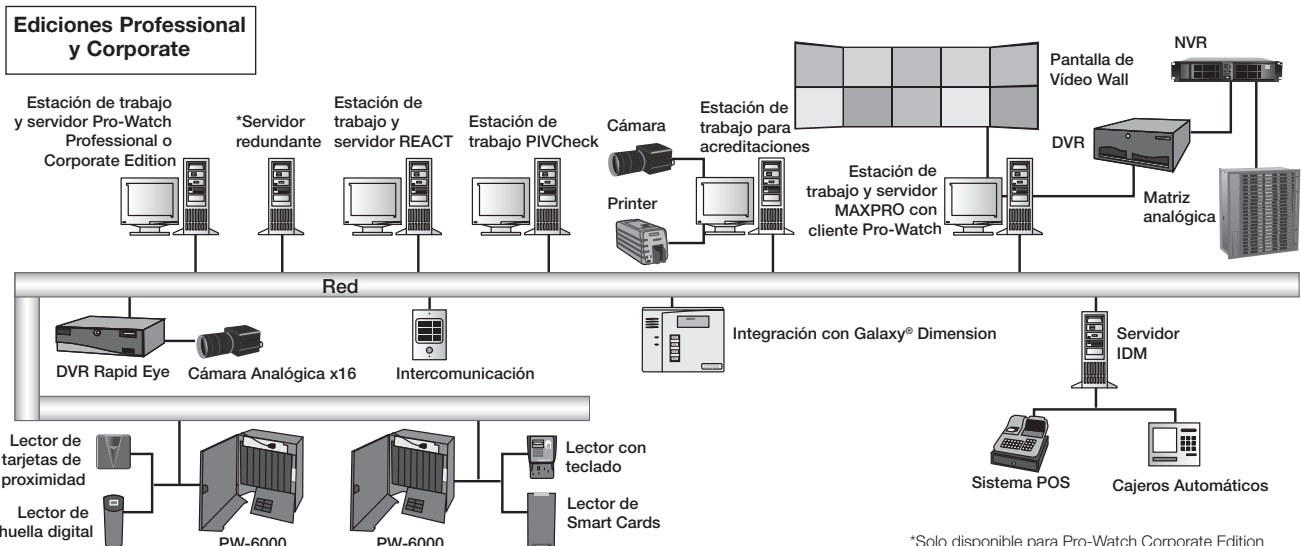 Ediciones Professional
y Corporate
Estación de trabajo
y servidor Pro-Watch
Professional o
Corporate Edition
*Servidor
redundante
Estación de
trabajo y
servidor REACT
Estación de
trabajo PIVCheck
Cámara
Printer
Estación de
trabajo para
acreditaciones
Pantalla de
Vídeo Wall
NVR
DVR
Estación de
trabajo y servidor
MAXPRO con
cliente Pro-Watch
Matriz
analógica
Red
DVR Rapid Eye
Cámara Analógica x16
Intercomunicación
Integración con Galaxy® Dimension
Servidor
IDM
Lector de
tarjetas de
proximidad
Lector de
huella digital
PW-6000
PW-6000
Lector con
teclado
Lector de
Smart Cards
Sistema POS
Cajeros Automáticos
*Solo disponible para Pro-Watch Corporate Edition